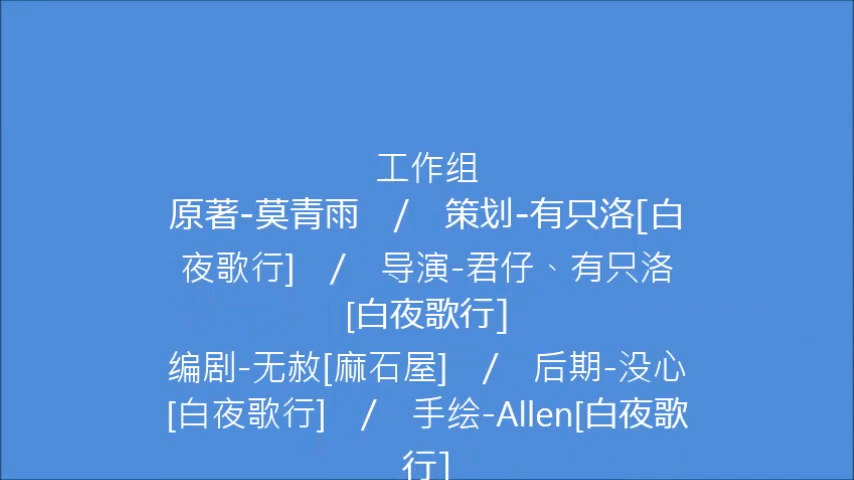 工作组
原著-莫青雨 / 策划-有只洛[白
夜歌行] / 导演-君仔、有只洛
[白夜歌行]
编剧-无赦[麻石屋] / 后期-没心
[白夜歌行] / 手绘-Allen[白夜歌
行]